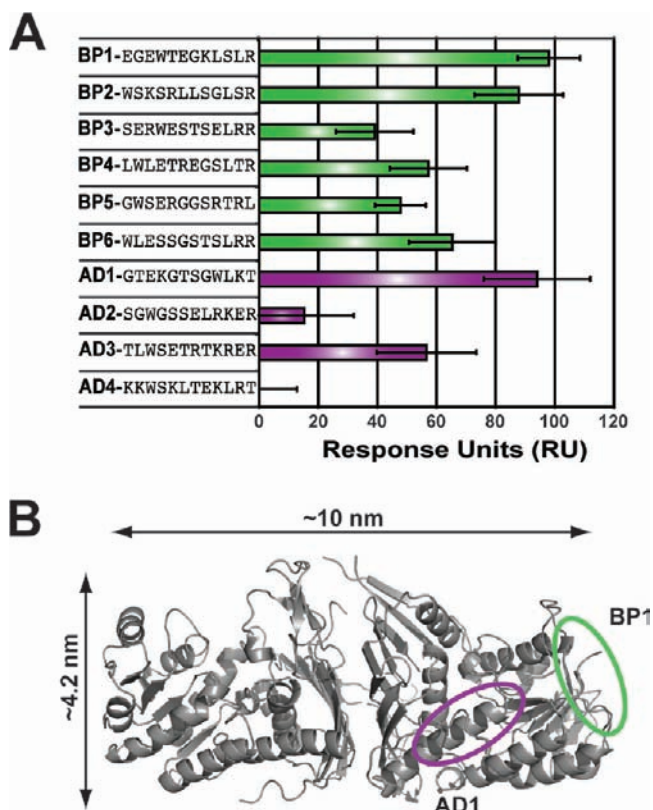 A
BP1-EGEWTEGKLSLR
BP2-WSKSRLLSGLSR
BP3-SERWESTSELRR
BP4-LWLETREGSLTR
BP5-GWSERGGSRTRL
BP6-WLESSGSTSLRR
AD1-GTEKGTSGWLKT
AD2-SGWGSSELRKER
AD3-TLWSETRTKRER
AD4-KKWSKLTEKLRT
0 20 40 60 80 100 120
Response Units (RU)
B
~10 nm
~4.2 nm
BP1
AD1